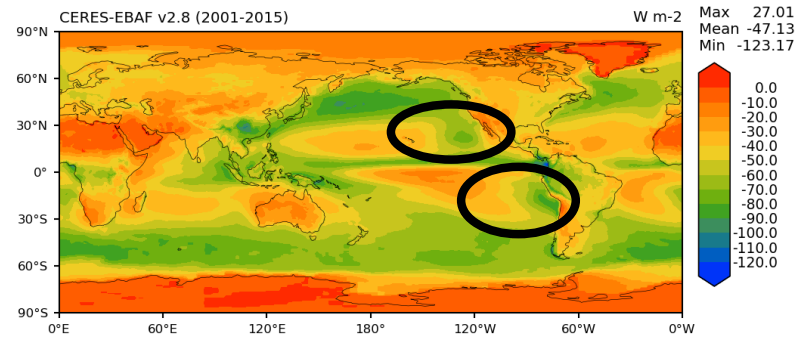 CERES-EBAF v2.8 (2001-2015)
W m-2
Max 27.01
Mean -47.13
Min -123.17
90°N
60°N
30°N
0°
30°S
60°S
90°S
0°E
60°E
120°E
180°
120°W
60°W
0°W
0.0
-10.0
-20.0
-30.0
-40.0
-50.0
-60.0
-70.0
-80.0
-90.0
-100.0
-110.0
-120.0